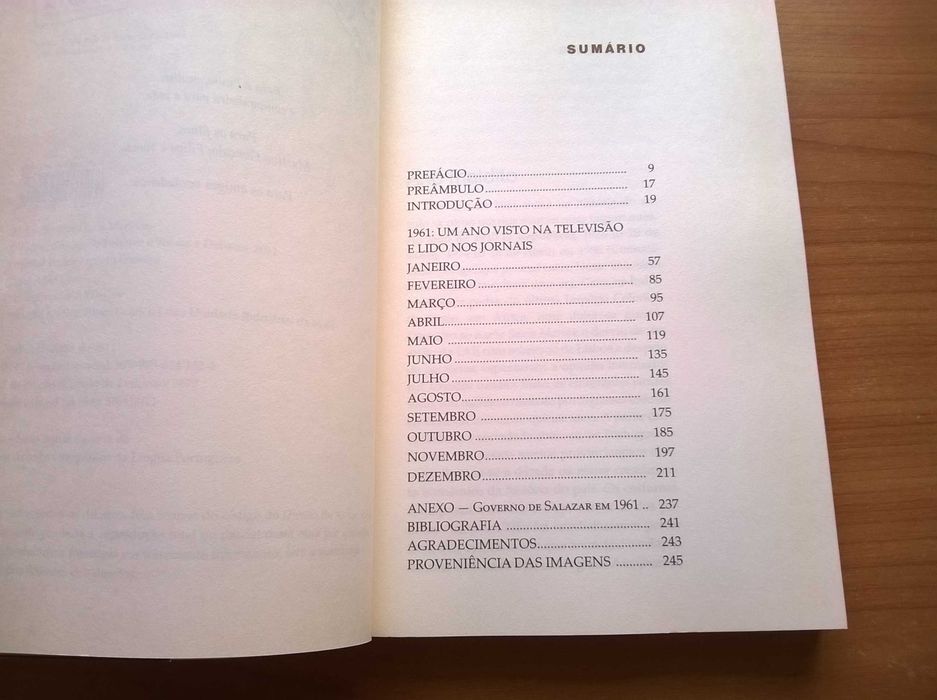 SUMÁRIO
PREFÁCIO........................................................ 9
PREÂMBULO.................................................. 17
INTRODUÇÃO ............................................... 19
1961: UM ANO VISTO NA TELEVISÃO
E LIDO NOS JORNAIS
JANEIRO ........................................................ 57
FEVEREIRO .................................................... 85
MARÇO........................................................... 95
ABRIL............................................................... 107
MAIO .............................................................. 119
JUNHO ............................................................ 135
JULHO ............................................................. 145
AGOSTO.......................................................... 161
SETEMBRO ..................................................... 175
OUTUBRO ....................................................... 185
NOVEMBRO.................................................... 197
DEZEMBRO..................................................... 211
ANEXO — GOVERNO DE SALAZAR EM 1961 .. 237
BIBLIOGRAFIA ............................................... 241
AGRADECIMENTOS..................................... 243
PROVENIÊNCIA DAS IMAGENS ........... 245